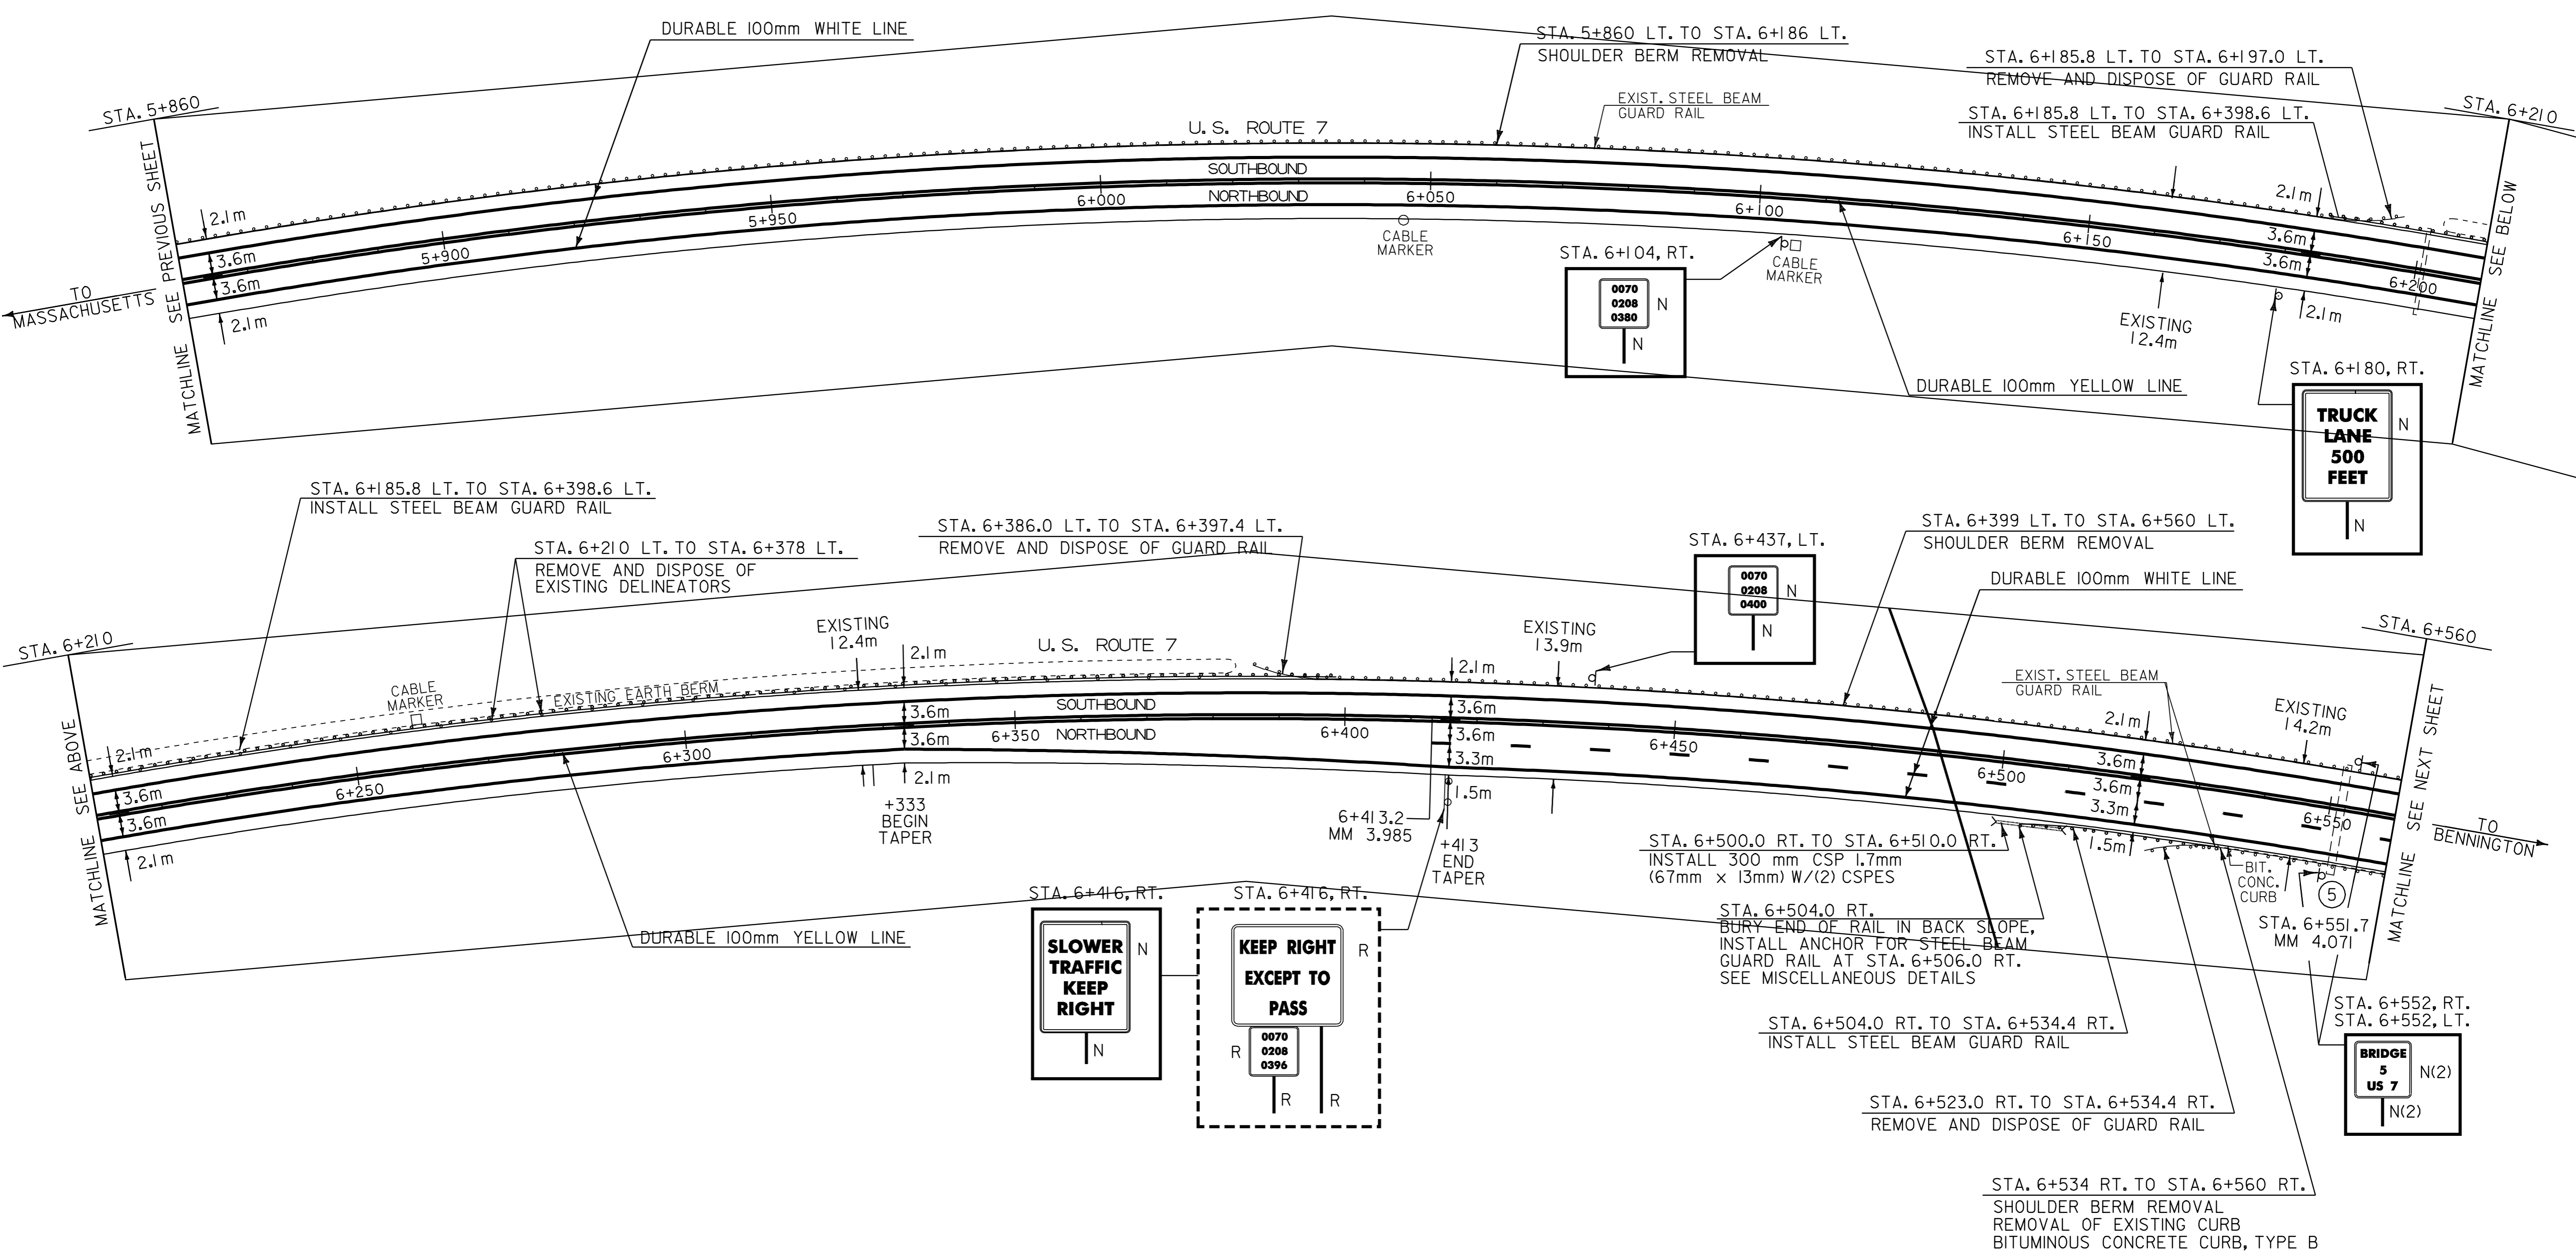 DURABLE 100mm WHITE LINE
STA. 5+860 LT. TO STA. 6+186 LT.
SHOULDER BERM REMOVAL
STA. 6+185.8 LT. TO STA. 6+197.0 LT.
REMOVE AND DISPOSE OF GUARD RAIL
EXIST. STEEL BEAM
GUARD RAIL
STA. 6+185.8 LT. TO STA. 6+398.6 LT.
INSTALL STEEL BEAM GUARD RAIL
STA. 5+860
STA. 6+210
U.S. ROUTE 7
SOUTHBOUND
NORTHBOUND
MATCHLINE SEE PREVIOUS SHEET
MATCHLINE SEE BELOW
TO
MASSACHUSETTS
2.1m
3.6m
3.6m
2.1m
5+900
5+950
6+000
6+050
6+100
6+150
6+200
2.1m
3.6m
3.6m
2.1m
CABLE
MARKER
CABLE
MARKER
EXISTING
12.4m
STA. 6+104, RT.
0070
0208
0380
N
N
DURABLE 100mm YELLOW LINE
STA. 6+180, RT.
TRUCK
LANE
500
FEET
N
N
STA. 6+185.8 LT. TO STA. 6+398.6 LT.
INSTALL STEEL BEAM GUARD RAIL
STA. 6+210 LT. TO STA. 6+378 LT.
REMOVE AND DISPOSE OF
EXISTING DELINEATORS
STA. 6+386.0 LT. TO STA. 6+397.4 LT.
REMOVE AND DISPOSE OF GUARD RAIL
STA. 6+437, LT.
0070
0208
0400
N
N
STA. 6+399 LT. TO STA. 6+560 LT.
SHOULDER BERM REMOVAL
DURABLE 100mm WHITE LINE
STA. 6+210
STA. 6+560
EXISTING
12.4m
2.1m
U.S. ROUTE 7
EXISTING
13.9m
2.1m
EXIST. STEEL BEAM
GUARD RAIL
EXISTING
14.2m
2.1m
CABLE
MARKER
EXISTING EARTH BERM
SOUTHBOUND
NORTHBOUND
MATCHLINE SEE ABOVE
MATCHLINE SEE NEXT SHEET
TO
BENNINGTON
2.1m
3.6m
3.6m
2.1m
3.6m
3.6m
2.1m
3.6m
3.6m
3.3m
1.5m
3.6m
3.6m
3.3m
1.5m
6+250
6+300
6+350
6+400
6+450
6+500
6+550
+333
BEGIN
TAPER
6+413.2
MM 3.985
+413
END
TAPER
BIT.
CONC.
CURB
5
STA. 6+551.7
MM 4.071
STA. 6+500.0 RT. TO STA. 6+510.0 RT.
INSTALL 300 mm CSP 1.7mm
(67mm x 13mm) W/(2) CSPES
STA. 6+504.0 RT.
BURY END OF RAIL IN BACK SLOPE,
INSTALL ANCHOR FOR STEEL BEAM
GUARD RAIL AT STA. 6+506.0 RT.
SEE MISCELLANEOUS DETAILS
DURABLE 100mm YELLOW LINE
STA. 6+416, RT.
SLOWER
TRAFFIC
KEEP
RIGHT
N
N
STA. 6+416, RT.
KEEP RIGHT
EXCEPT TO
PASS
R
R
0070
0208
0396
R
R
STA. 6+504.0 RT. TO STA. 6+534.4 RT.
INSTALL STEEL BEAM GUARD RAIL
STA. 6+552, RT.
STA. 6+552, LT.
BRIDGE
5
US 7
N(2)
N(2)
STA. 6+523.0 RT. TO STA. 6+534.4 RT.
REMOVE AND DISPOSE OF GUARD RAIL
STA. 6+534 RT. TO STA. 6+560 RT.
SHOULDER BERM REMOVAL
REMOVAL OF EXISTING CURB
BITUMINOUS CONCRETE CURB, TYPE B